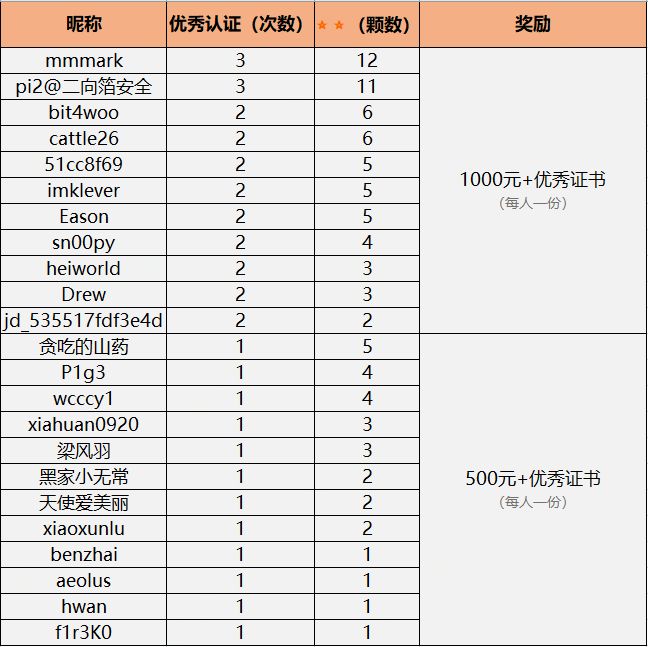 昵称 优秀认证（次数） ★ ★（颗数） 奖励
mmmark 3 12
pi2@二向箔安全 3 11
bit4woo 2 6
cattle26 2 6
51cc8f69 2 5
imklever 2 5
1000元+优秀证书
（每人一份）
Eason 2 5
sn00py 2 4
heiworld 2 3
Drew 2 3
jd_535517fdf3e4d 2 2
贪吃的山药 1 5
P1g3 1 4
wcccy1 1 4
xiahuan0920 1 3
梁风羽 1 3
黑家小无常 1 2
500元+优秀证书
（每人一份）
天使爱美丽 1 2
xiaoxunlu 1 2
benzhai 1 1
aeolus 1 1
hwan 1 1
f1r3K0 1 1